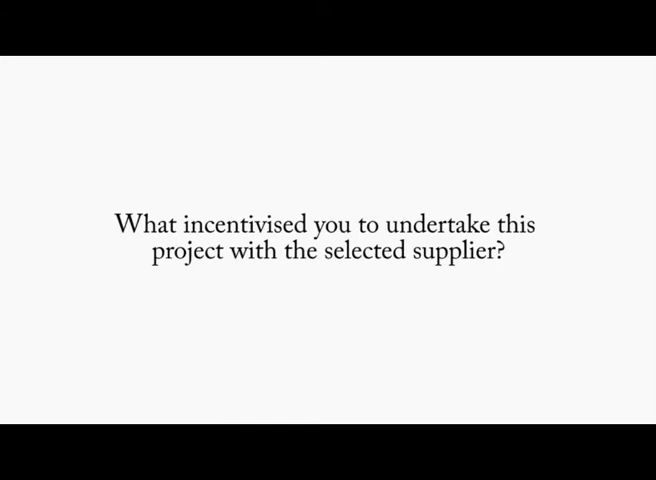 What incentivised you to undertake this
project with the selected supplier?